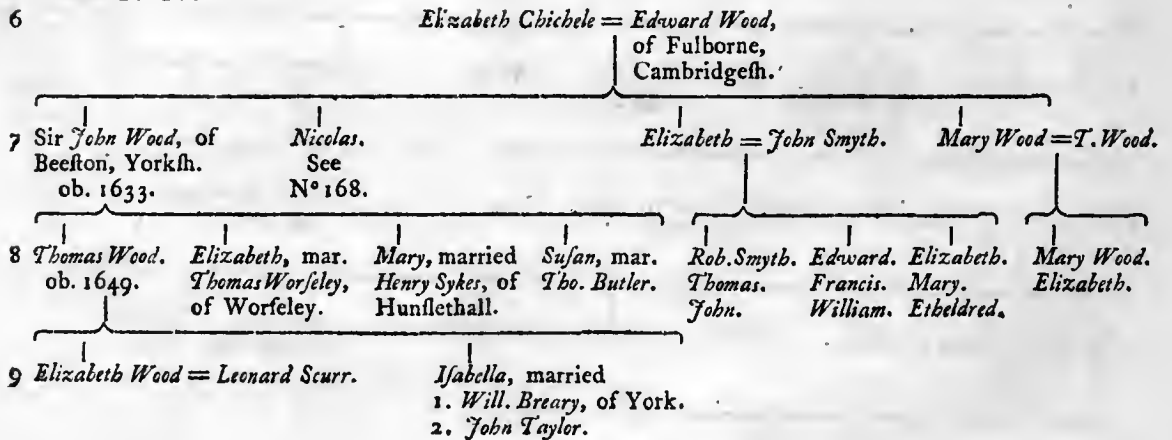 6 Elizabeth Chichele = Edward Wood,
of Fulborne,
Cambridgeſh.
7 Sir John Wood, of Nicolas. Elizabeth = John Smyth. Mary Wood = T. Wood.
Beeſton, Yorkſh. See
ob. 1633. N° 168.
8 Thomas Wood. Elizabeth, mar. Mary, married Suſan, mar. Rob. Smyth. Edward. Elizabeth. Mary Wood.
ob. 1649. Thomas Worſeley, Henry Sykes, of Tho. Butler. Thomas. Francis. Mary. Elizabeth.
of Worſeley. Hunſlethall. John. William. Etheldred.
9 Elizabeth Wood = Leonard Scurr. Iſabella, married
1. Will. Breary, of York.
2. John Taylor.